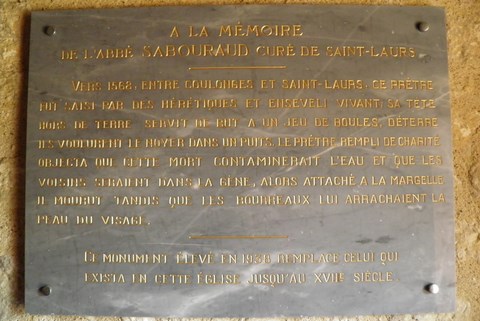 A LA MÉMOIRE
DE L'ABBÉ SABOURAUD CURÉ DE SAINT-LAURS
VERS 1568, ENTRE COULONGES ET SAINT-LAURS, CE PRÊTRE
FUT SAISI PAR DES HÉRÉTIQUES ET ENSEVELI VIVANT; SA TÊTE
HORS DE TERRE SERVIT DE BUT A UN JEU DE BOULES; DÉTERRÉ
ILS VOULURENT LE NOYER DANS UN PUITS. LE PRÊTRE REMPLI DE CHARITÉ
OBJECTA QUE CETTE MORT CONTAMINERAIT L'EAU ET QUE LES
VOISINS SERAIENT DANS LA GÊNE, ALORS ATTACHÉ A LA MARGELLE
IL MOURUT TANDIS QUE LES BOURREAUX LUI ARRACHAIENT LA
PEAU DU VISAGE.
CE MONUMENT ÉLEVÉ EN 1958 REMPLACE CELUI QUI
EXISTA EN CETTE ÉGLISE JUSQU'AU XVIIE SIÈCLE.